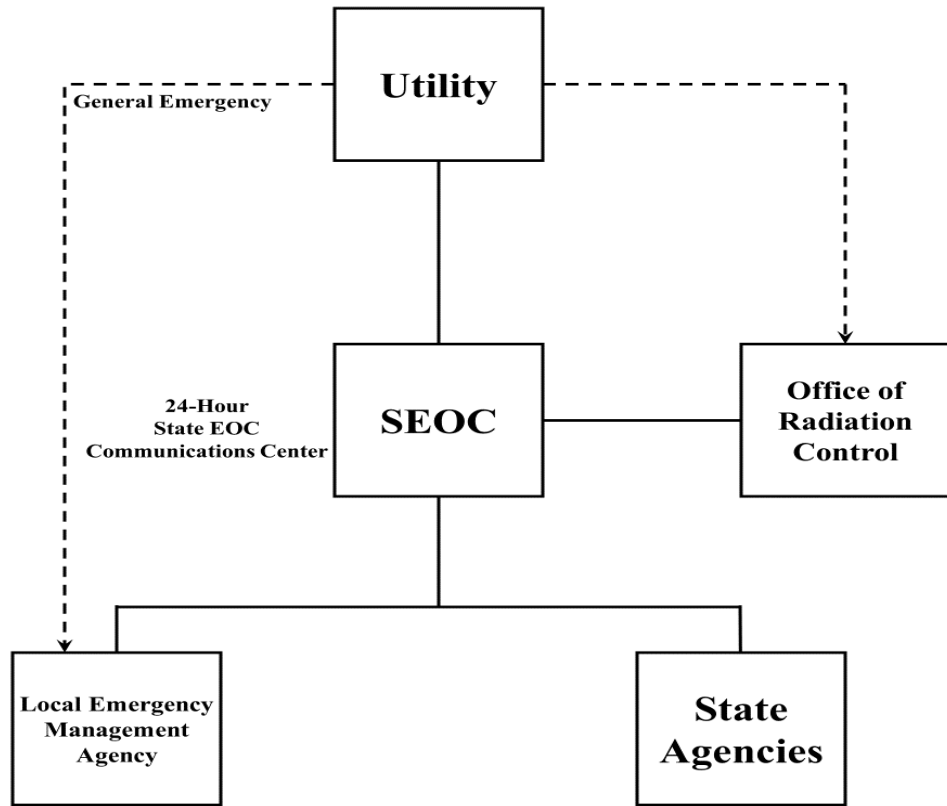 Utility
General Emergency
24-Hour
State EOC
Communications Center
SEOC
Office of
Radiation
Control
Local Emergency
Management
Agency
State
Agencies